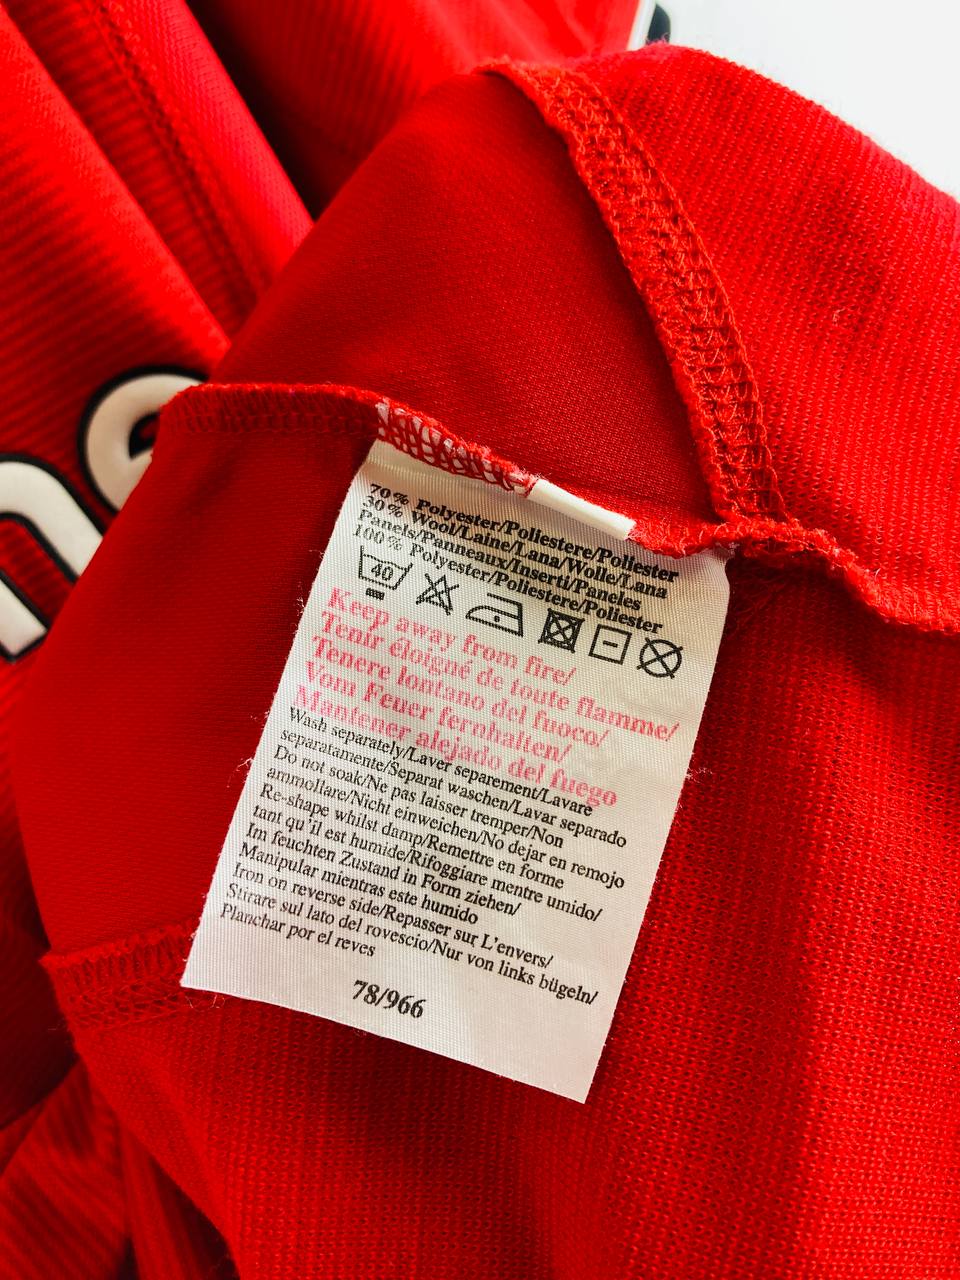 ne
70% Polyester/Poliestere/Poliester
30% Wool/Laine/Lana/Wolle/Lana
Panels/Panneaux/Inserti/Paneles
100% Polyester/Poliestere/Poliester
40
Keep away from fire/
Tenir éloigné de toute flamme/
Tenere lontano del fuoco/
Vom Feuer fernhalten/
Mantener alejado del fuego
Wash separately/Laver separement/Lavare
separatamente/Separat waschen/Lavar separado
Do not soak/Ne pas laisser tremper/Non
ammollare/Nicht einweichen/No dejar en remojo
Re-shape whilst damp/Remettre en forme
tant qu'il est humide/Rifoggiare mentre umido/
Im feuchten Zustand in Form ziehen/
Manipular mientras este humido
Iron on reverse side/Repasser sur L'envers/
Stirare sul lato del rovescio/Nur von links bügeln/
Planchar por el reves
78/966